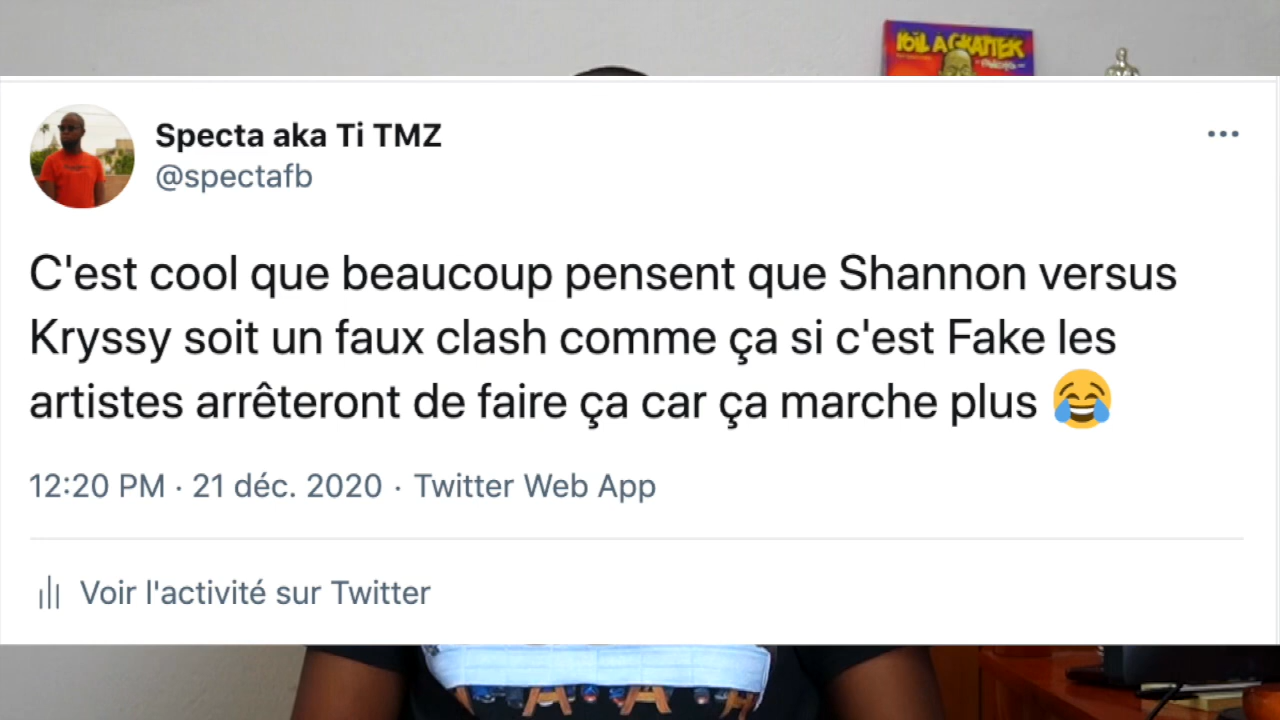 POIL À GRATTER
Specta aka Ti TMZ
@spectafb
C'est cool que beaucoup pensent que Shannon versus
Kryssy soit un faux clash comme ça si c'est Fake les
artistes arrêteront de faire ça car ça marche plus 😂
12:20 PM · 21 déc. 2020 · Twitter Web App
Voir l'activité sur Twitter